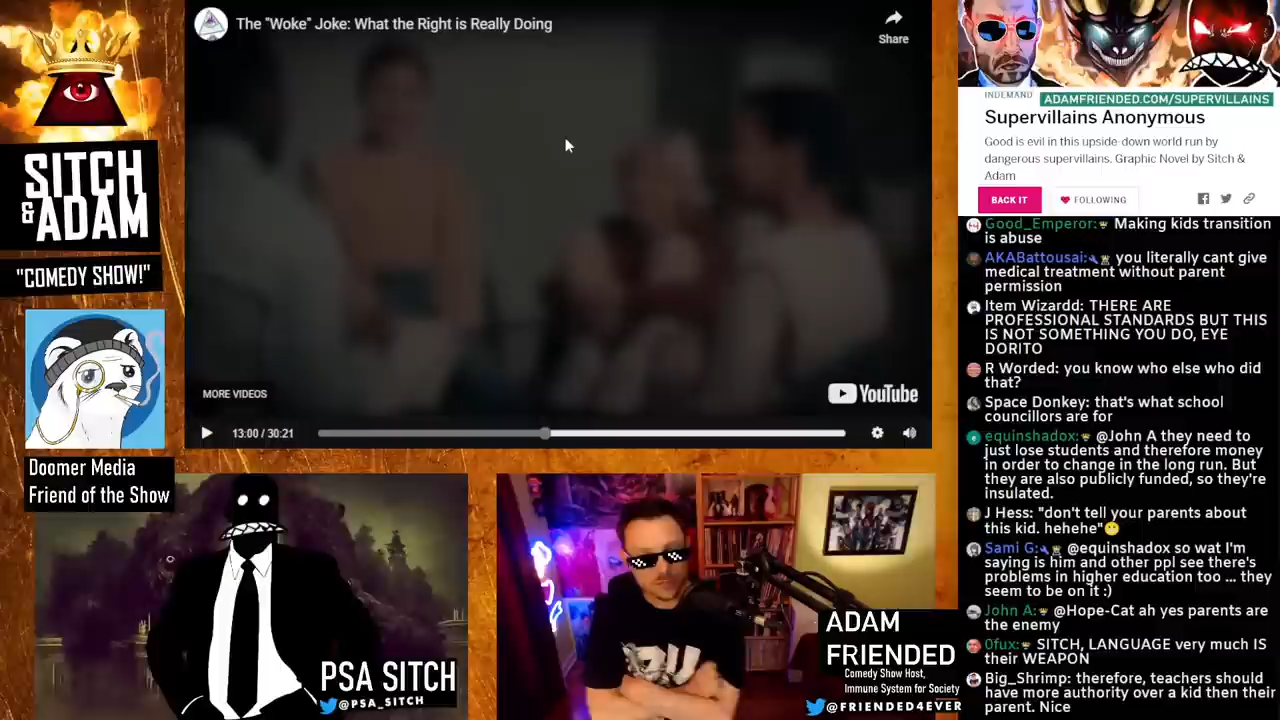 The "Woke" Joke: What the Right is Really Doing
Share
MORE VIDEOS
YouTube
13:00 / 30:21
SITCH
& ADAM
"COMEDY SHOW!"
Doomer Media
Friend of the Show
PSA SITCH
@PSA_SITCH
ADAM
FRIENDED
Comedy Show Host,
Immune System for Society
@FRIENDED4EVER
INDEMAND
ADAMFRIENDED.COM/SUPERVILLAINS
Supervillains Anonymous
Good is evil in this upside-down world run by
dangerous supervillains. Graphic Novel by Sitch &
Adam
BACK IT
FOLLOWING
Good_Emperor: Making kids transition
is abuse
AKABattousai: you literally cant give
medical treatment without parent
permission
Item Wizardd: THERE ARE
PROFESSIONAL STANDARDS BUT THIS
IS NOT SOMETHING YOU DO, EYE
DORITO
R Worded: you know who else who did
that?
Space Donkey: that's what school
councillors are for
equinshadox: @John A they need to
just lose students and therefore money
in order to change in the long run. But
they are also publicly funded, so they're
insulated.
J Hess: "don't tell your parents about
this kid. hehehe"
Sami G: @equinshadox so wat I'm
saying is him and other ppl see there's
problems in higher education too ... they
seem to be on it :)
John A: @Hope-Cat ah yes parents are
the enemy
0fux: SITCH, LANGUAGE very much IS
their WEAPON
Big_Shrimp: therefore, teachers should
have more authority over a kid then their
parent. Nice